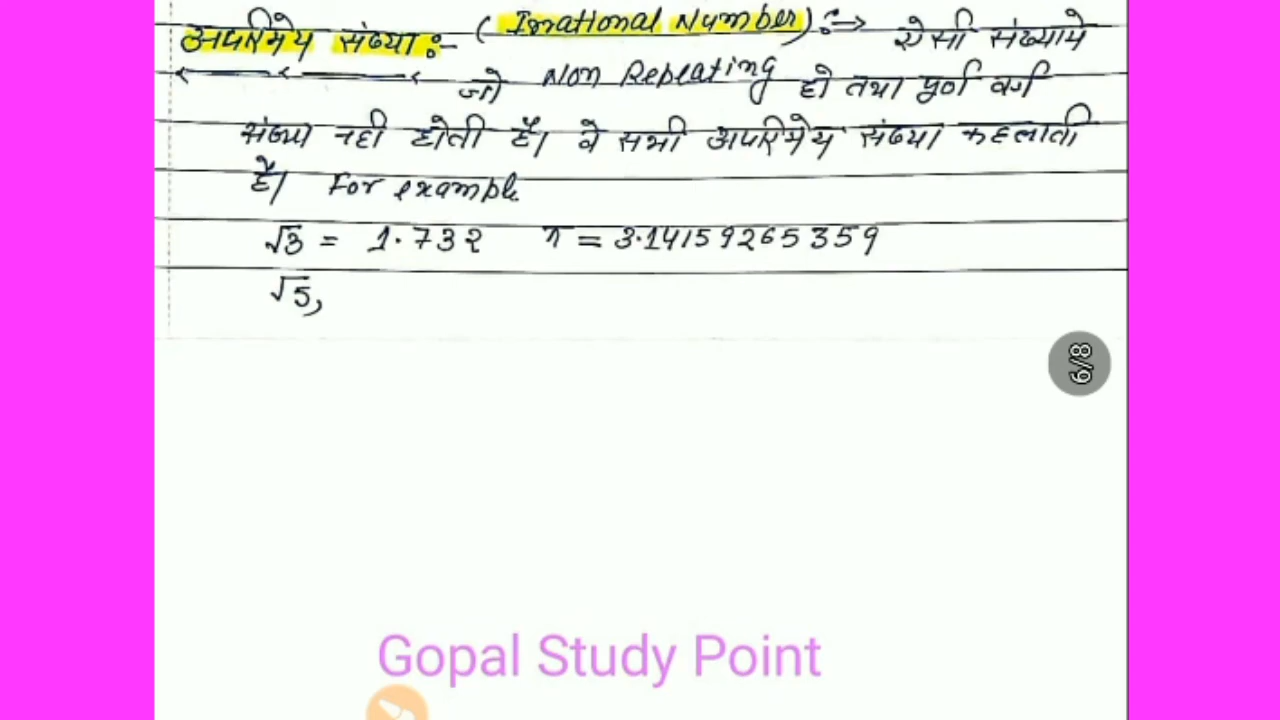 अपरिमेय संख्या :- ( Irrational Number) :-> ऐसी संख्याये
जो Non Repeating हो तथा पूर्ण वर्ग
संख्या नही होती है। वे सभी अपरिमेय संख्या कहलाती
है। For example
√3 = 1.732 π = 3.14159265359
√5,
6/8
Gopal Study Point